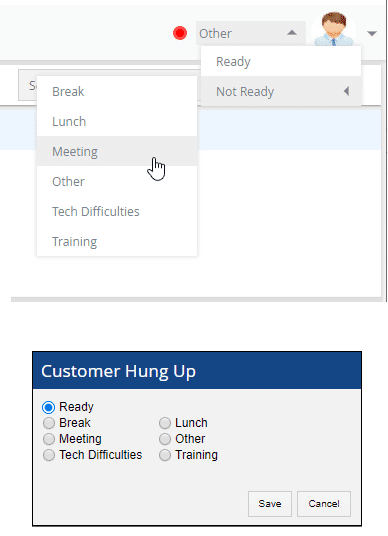 Other
Ready
Not Ready
S
Break
Lunch
Meeting
Other
Tech Difficulties
Training
Customer Hung Up
Ready
Break Lunch
Meeting Other
Tech Difficulties Training
Save Cancel